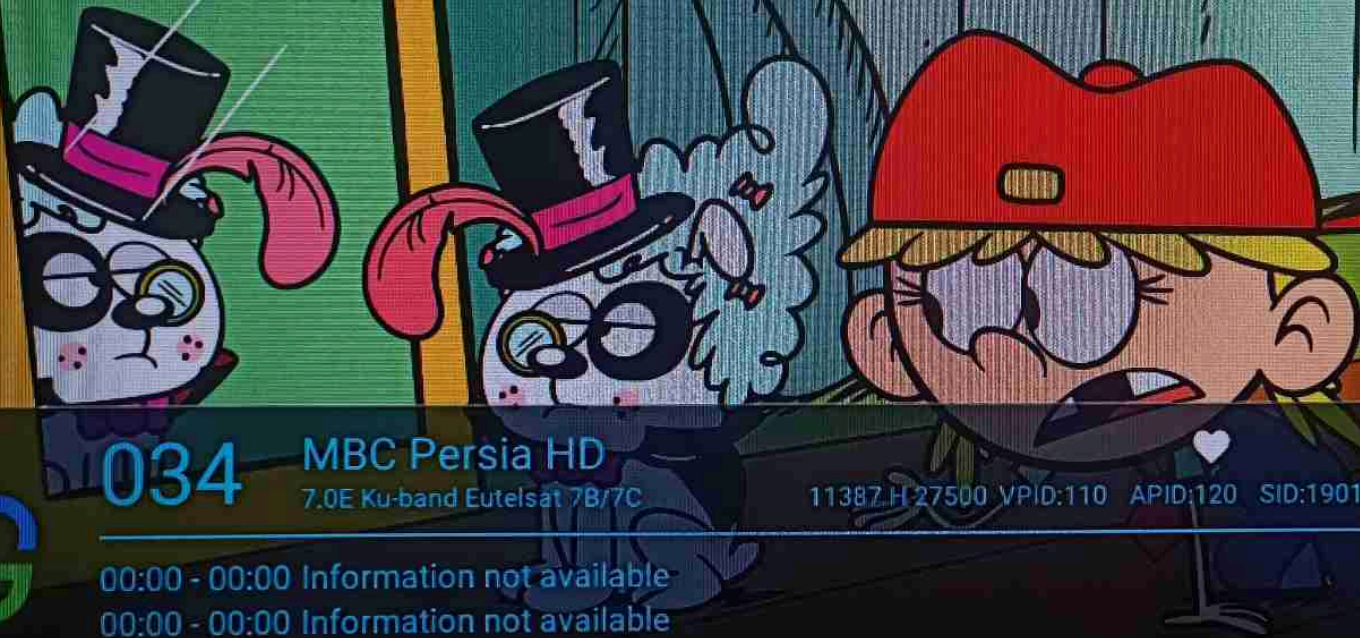 034
MBC Persia HD
7.0E Ku-band Eutelsat 7B/7C
11387 H 27500 VPID:110 APID:120 SID:1901
00:00 - 00:00 Information not available
00:00 - 00:00 Information not available